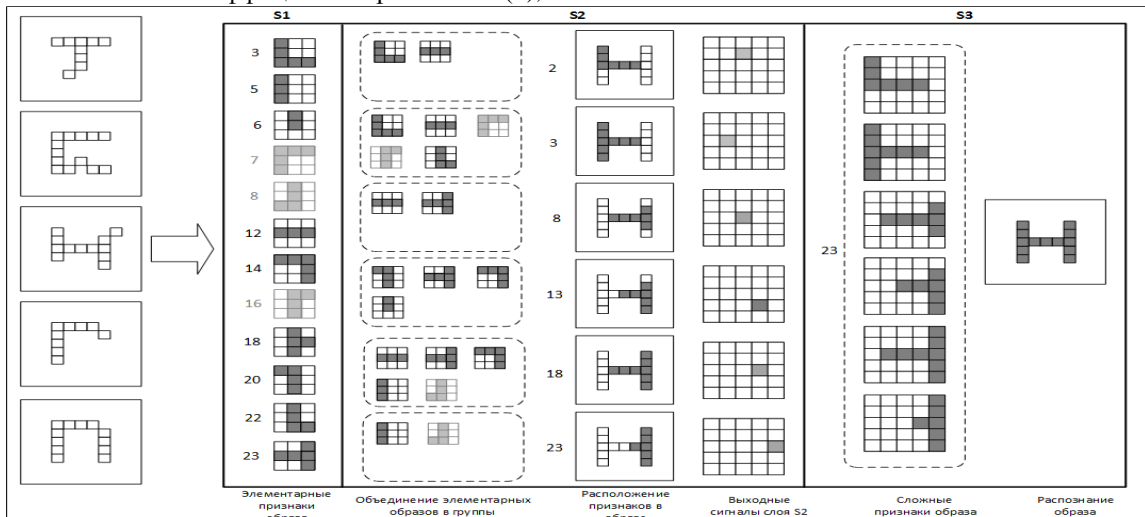 S1
S2
S3
3
5
6
7
8
12
14
16
18
20
22
23
2
3
8
13
18
23
23
Элементарные
признаки
Объединение элементарных
образов в группы
Расположение
признаков в
Выходные
сигналы слоя S2
Сложные
признаки образа
Распознание
образа